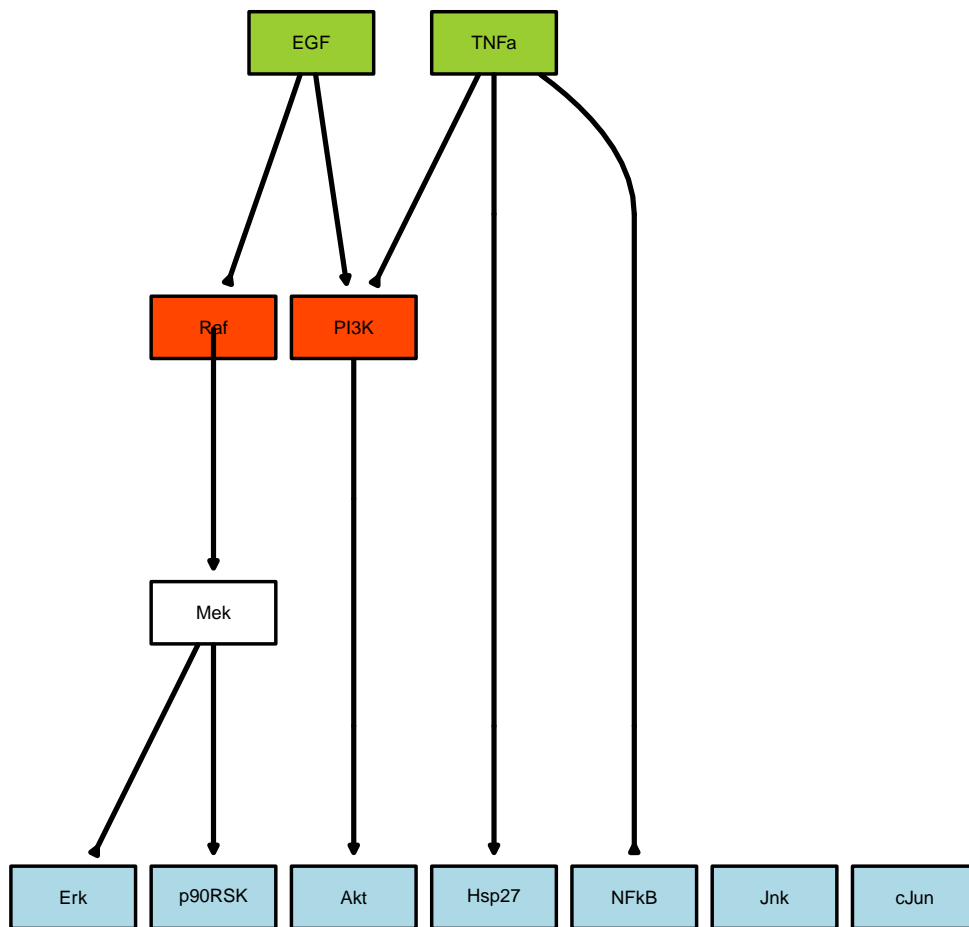 EGF
TNFa
Raf
PI3K
Mek
Erk
p90RSK
Akt
Hsp27
NFkB
Jnk
cJun